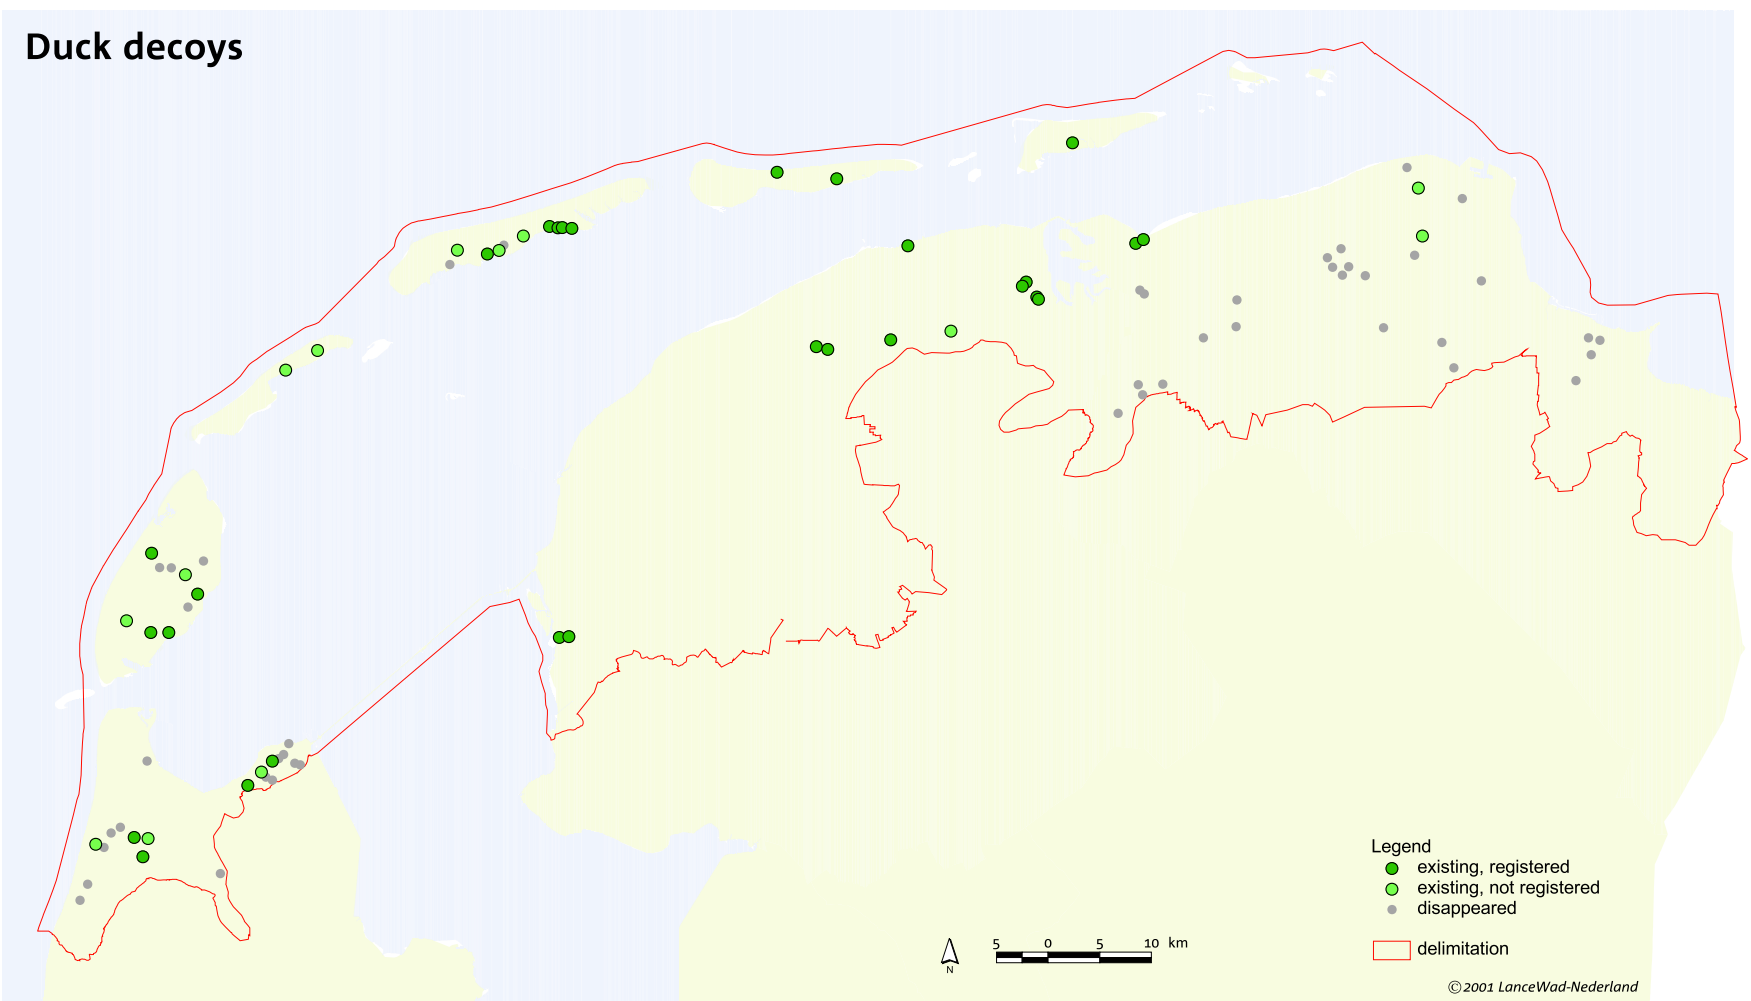 Duck decoys
Legend
existing, registered
existing, not registered
disappeared
delimitation
5 0 5 10 km
N
©2001 LanceWad-Nederland